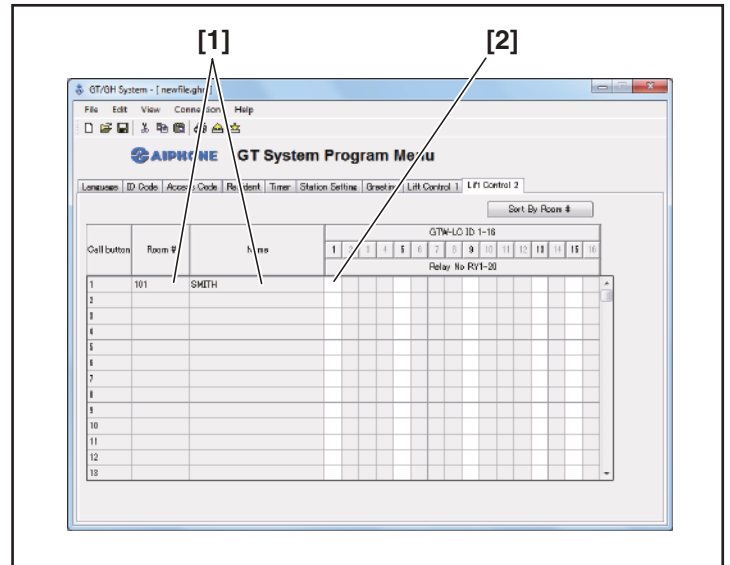 [1] [2]
GT/GH System - [ newfile.ghm ]
File Edit View Connection Help
AIPHONE GT System Program Menu
Language ID Code Access Code Resident Timer Station Setting Greeting Lift Control 1 Lift Control 2
Sort By Room #
GTW-LC ID 1-16
Call button Room # Name 1 2 3 4 5 6 7 8 9 10 11 12 13 14 15 16
Relay No RY1-20
1 101 SMITH
2
3
4
5
6
7
8
9
10
11
12
13